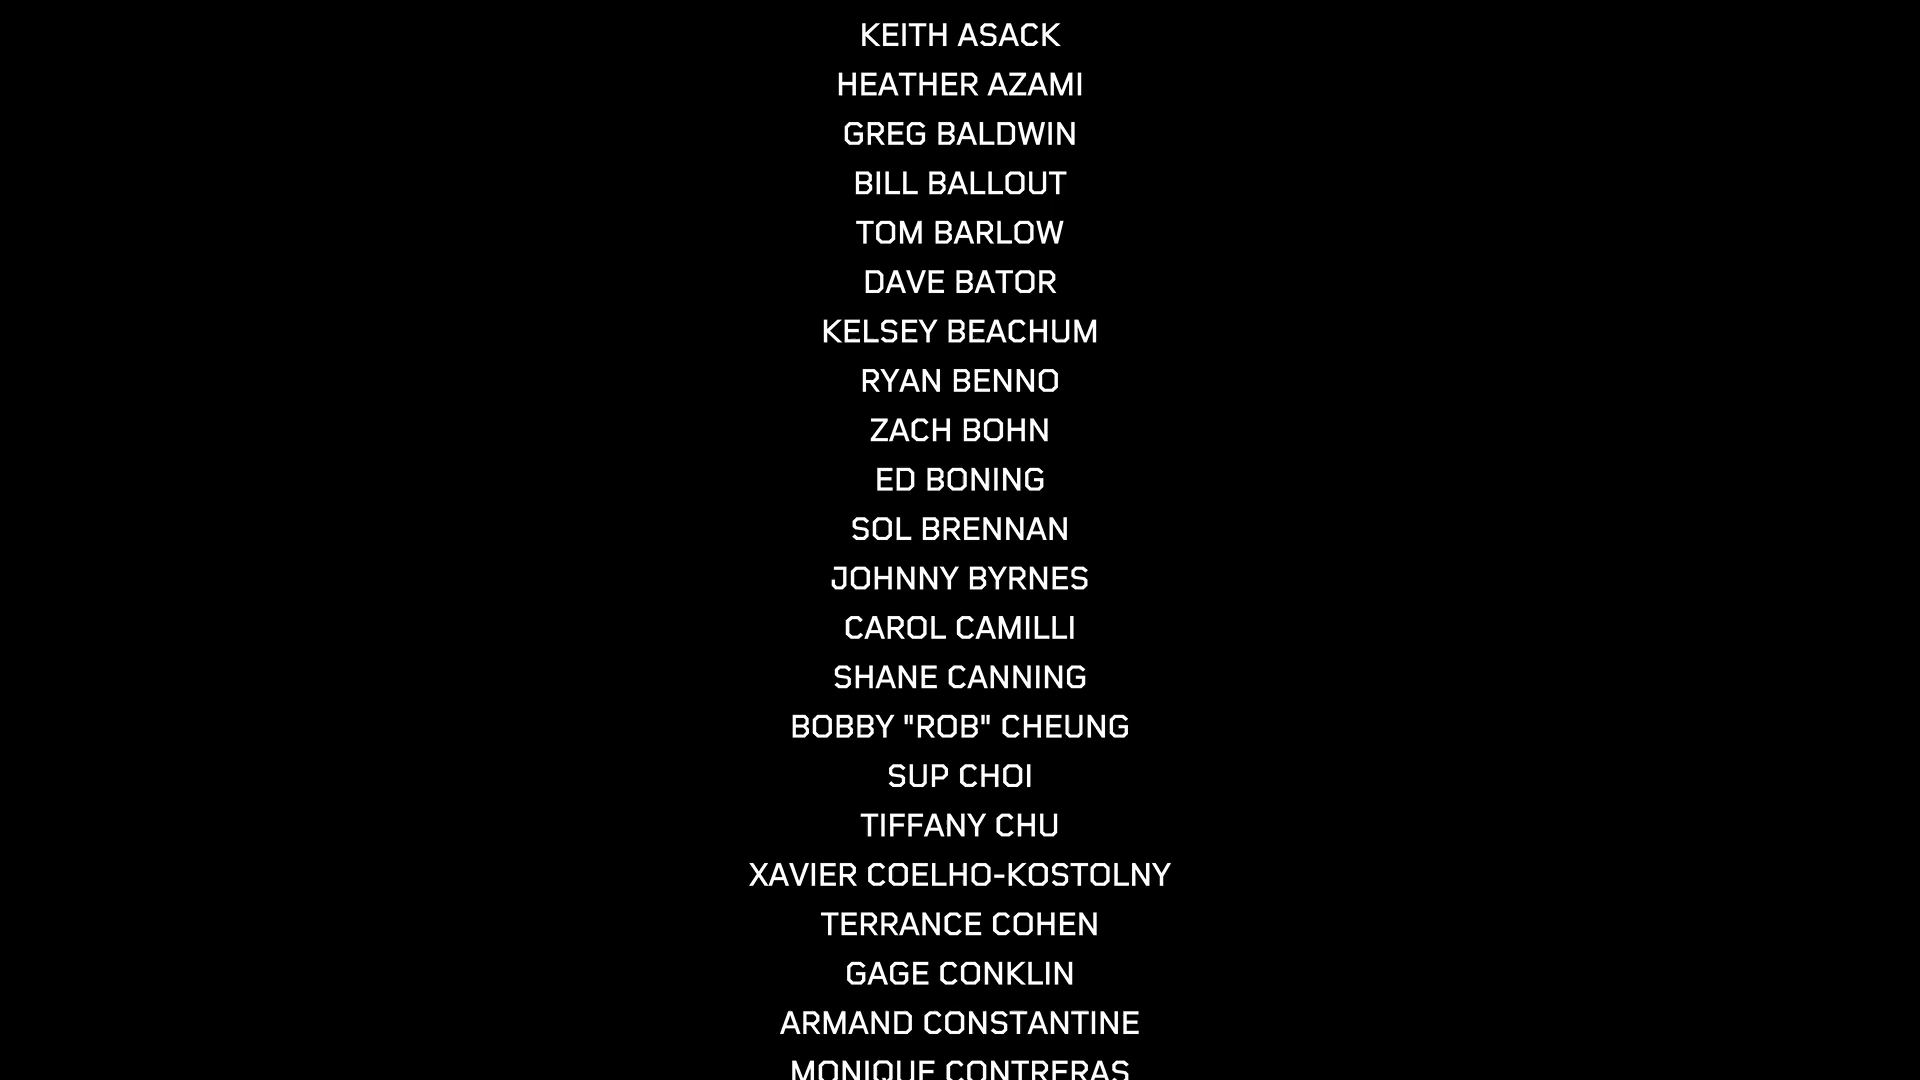 KEITH ASACK
HEATHER AZAMI
GREG BALDWIN
BILL BALLOUT
TOM BARLOW
DAVE BATOR
KELSEY BEACHUM
RYAN BENNO
ZACH BOHN
ED BONING
SOL BRENNAN
JOHNNY BYRNES
CAROL CAMILLI
SHANE CANNING
BOBBY "ROB" CHEUNG
SUP CHOI
TIFFANY CHU
XAVIER COELHO-KOSTOLNY
TERRANCE COHEN
GAGE CONKLIN
ARMAND CONSTANTINE
MONIQUE CONTRERAS